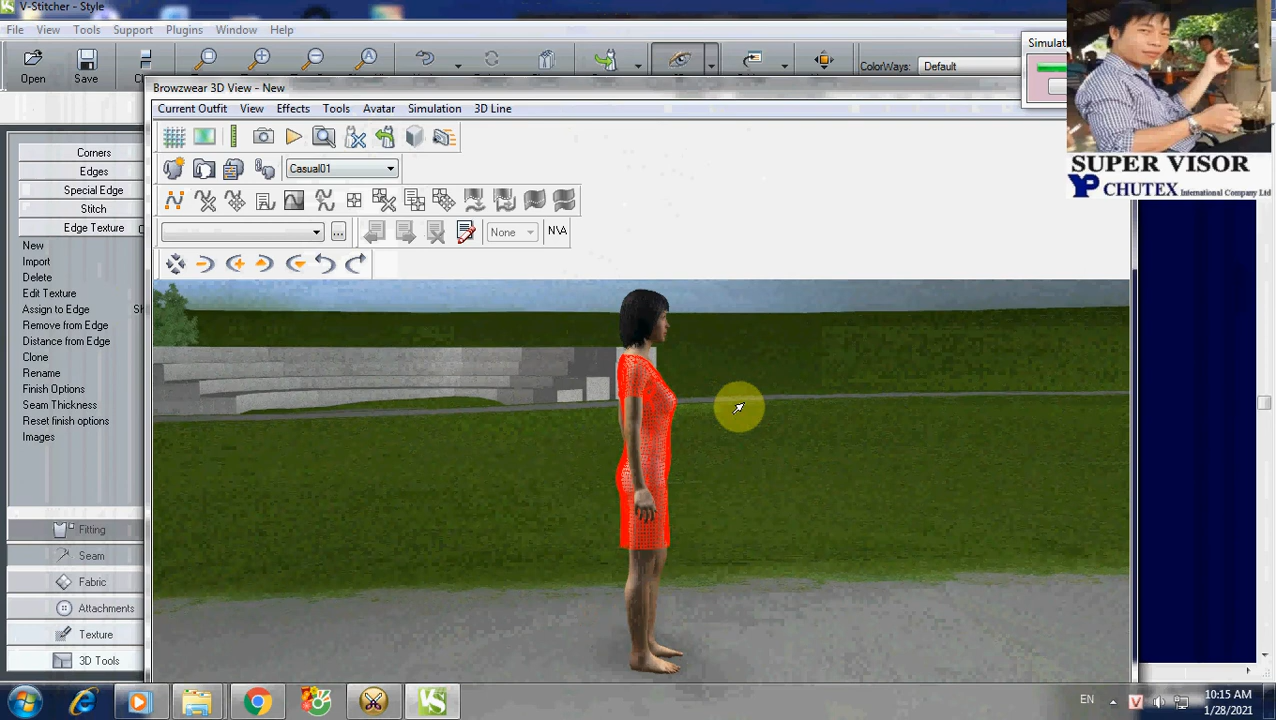 V-Stitcher - Style
File View Tools Support Plugins Window Help
Open Save ColorWays: Default
Simulati
Browzwear 3D View - New
Current Outfit View Effects Tools Avatar Simulation 3D Line
Casual01
None N\A
Corners
Edges
Special Edge
Stitch
Edge Texture
New
Import
Delete
Edit Texture
Assign to Edge Sh
Remove from Edge
Distance from Edge
Clone
Rename
Finish Options
Seam Thickness
Reset finish options
Images
Fitting
Seam
Fabric
Attachments
Texture
3D Tools
SUPER VISOR
CHUTEX International Company Ltd
EN
10:15 AM
1/28/2021